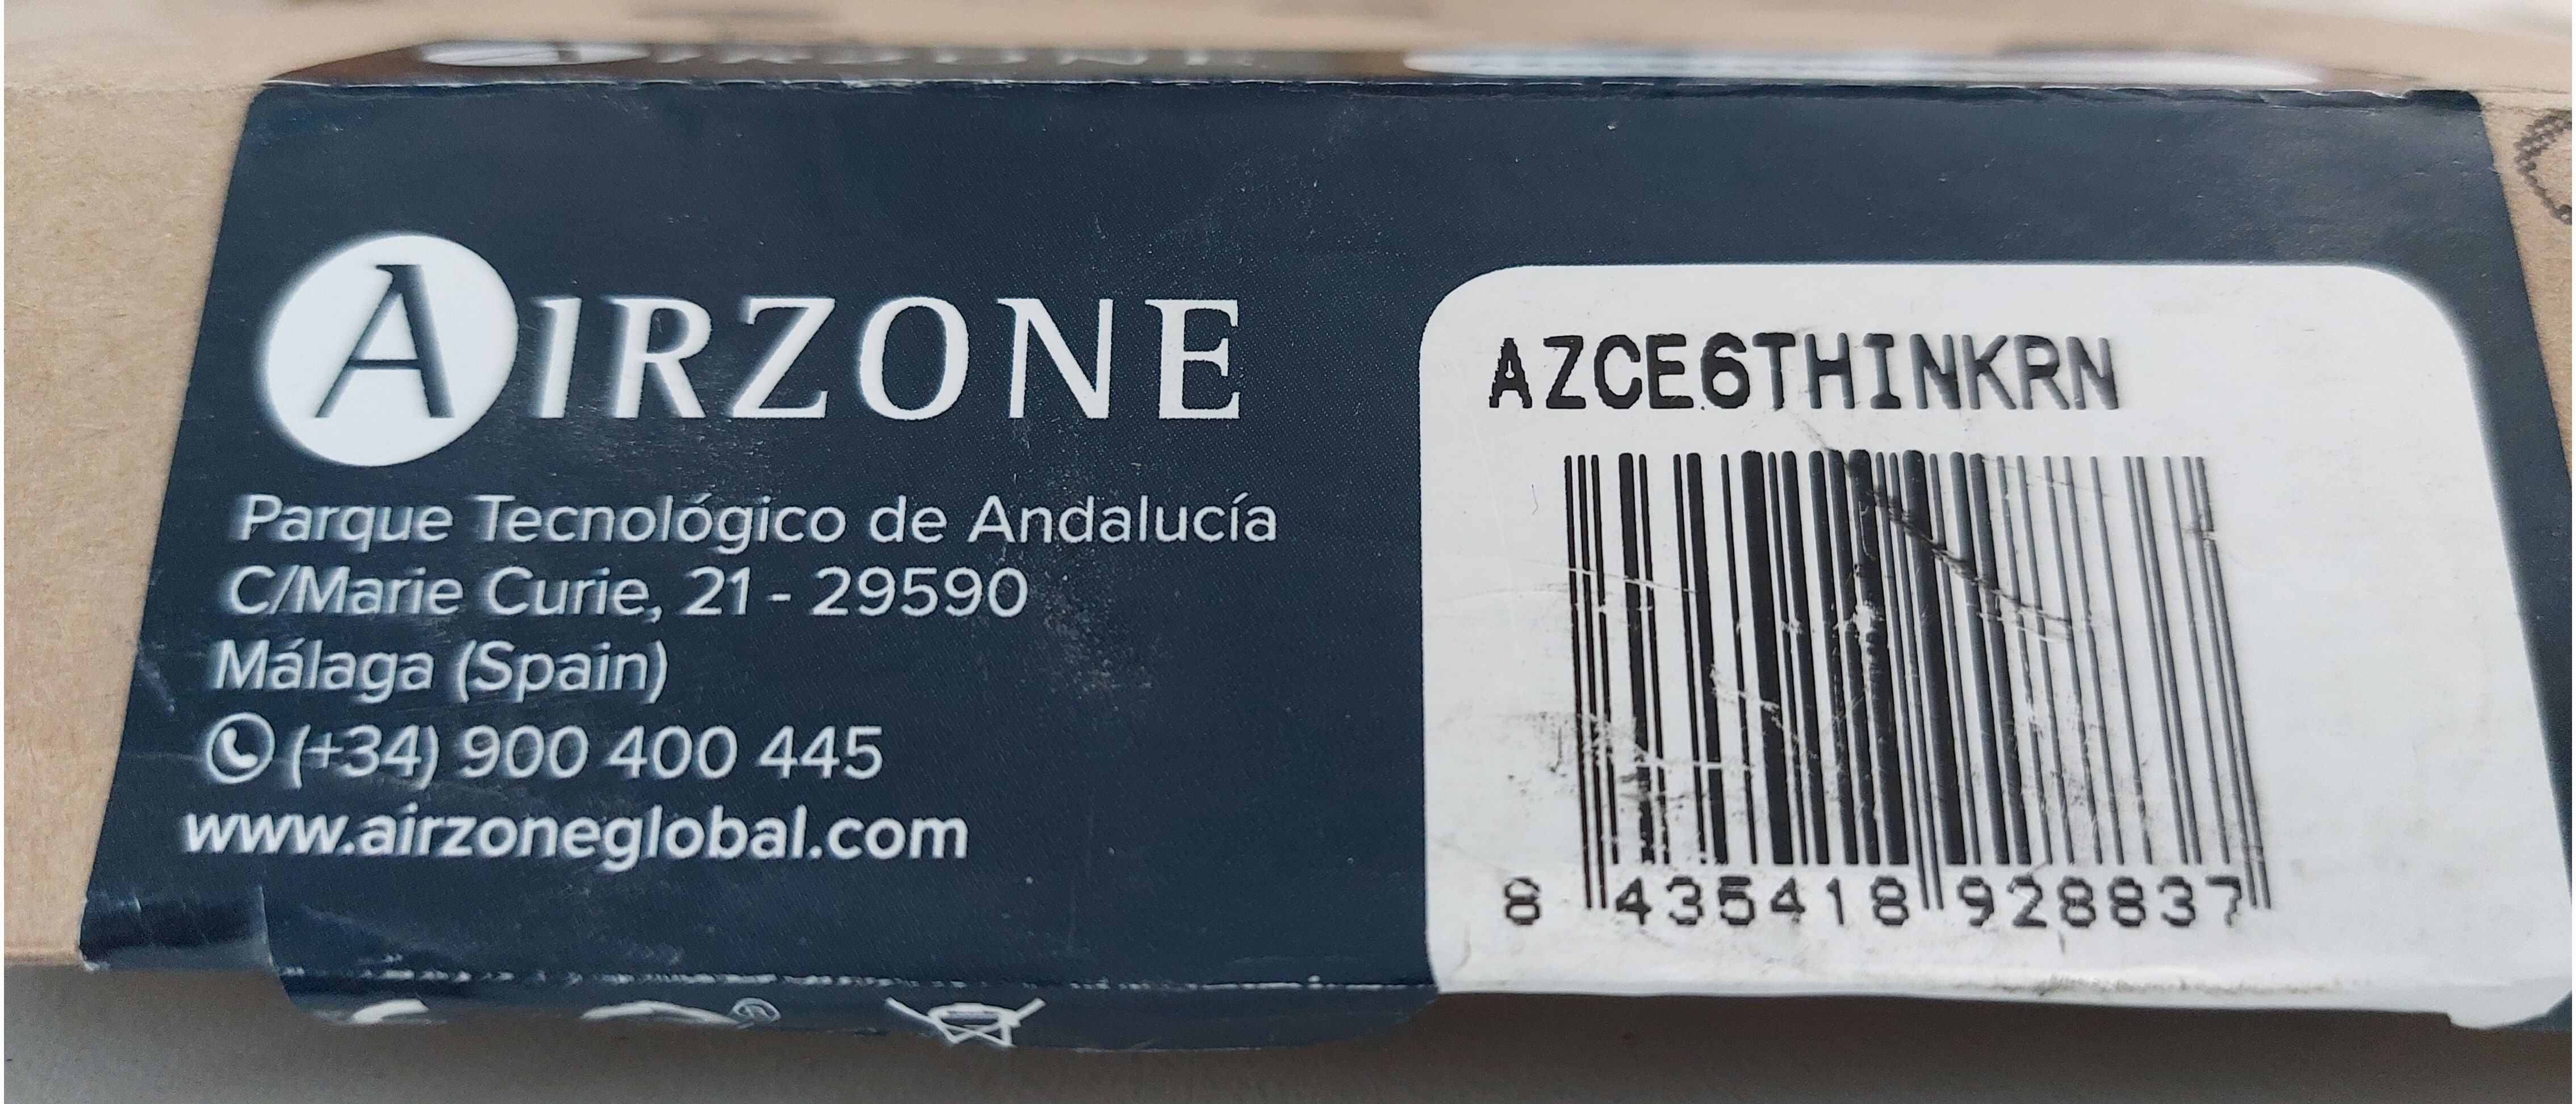 AIRZONE
Parque Tecnológico de Andalucía
C/Marie Curie, 21 - 29590
Málaga (Spain)
(+34) 900 400 445
www.airzoneglobal.com
AZCE6THINKRN
8 435418 928837